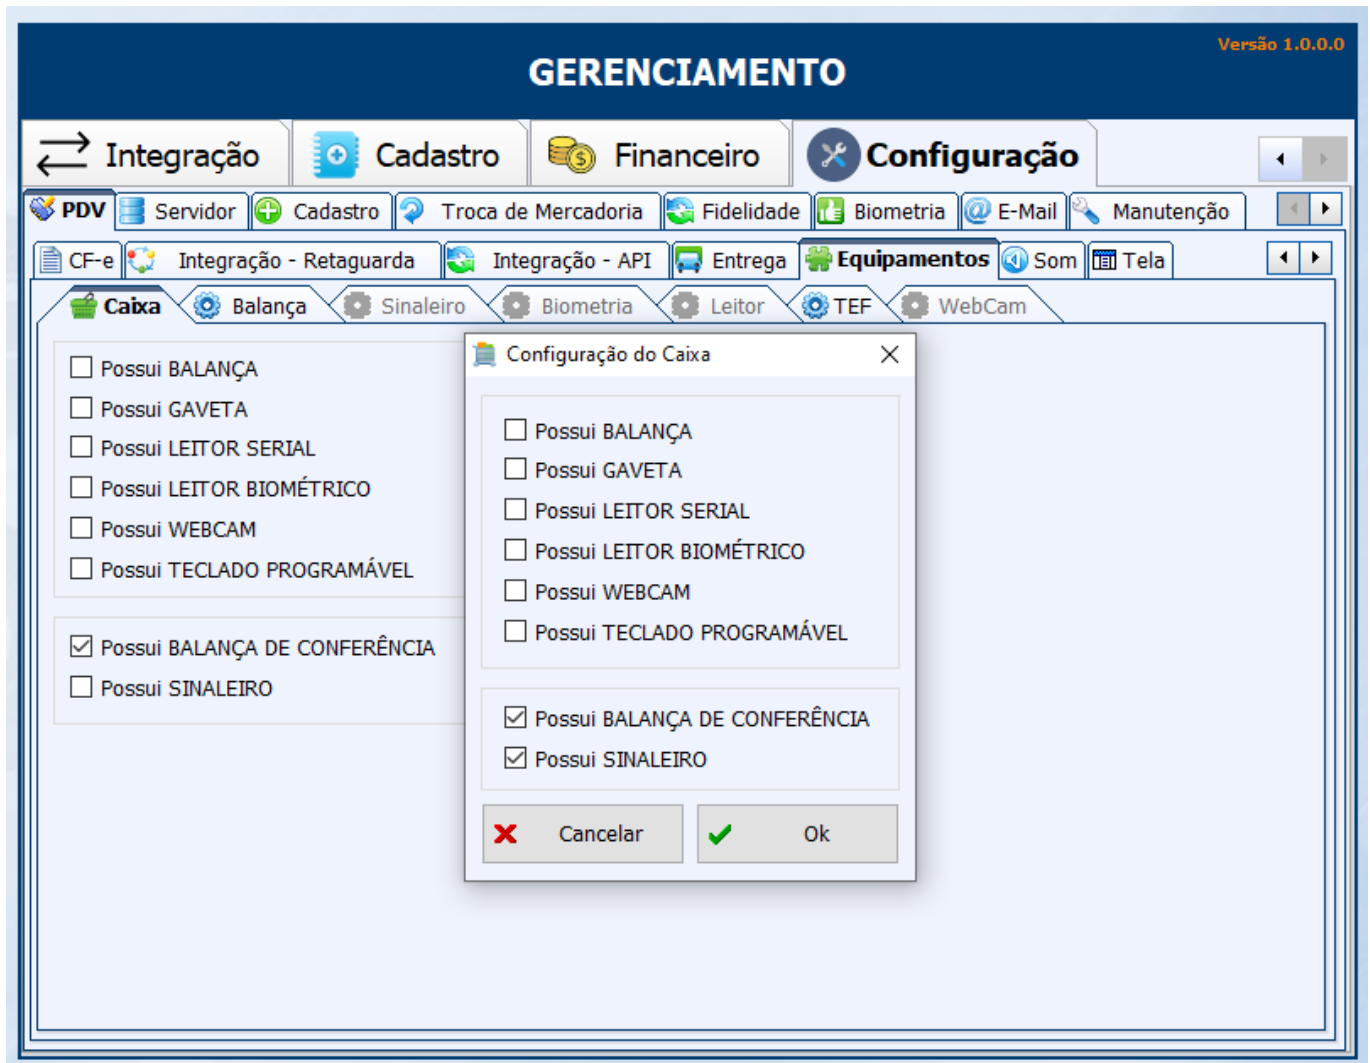 Versão 1.0.0.0
GERENCIAMENTO
Integração Cadastro Financeiro Configuração
PDV Servidor Cadastro Troca de Mercadoria Fidelidade Biometria E-Mail Manutenção
CF-e Integração - Retaguarda Integração - API Entrega Equipamentos Som Tela
Caixa Balança Sinaleiro Biometria Leitor TEF WebCam
Possui BALANÇA
Possui GAVETA
Possui LEITOR SERIAL
Possui LEITOR BIOMÉTRICO
Possui WEBCAM
Possui TECLADO PROGRAMÁVEL
Possui BALANÇA DE CONFERÊNCIA
Possui SINALEIRO
Configuração do Caixa
Possui BALANÇA
Possui GAVETA
Possui LEITOR SERIAL
Possui LEITOR BIOMÉTRICO
Possui WEBCAM
Possui TECLADO PROGRAMÁVEL
Possui BALANÇA DE CONFERÊNCIA
Possui SINALEIRO
Cancelar Ok